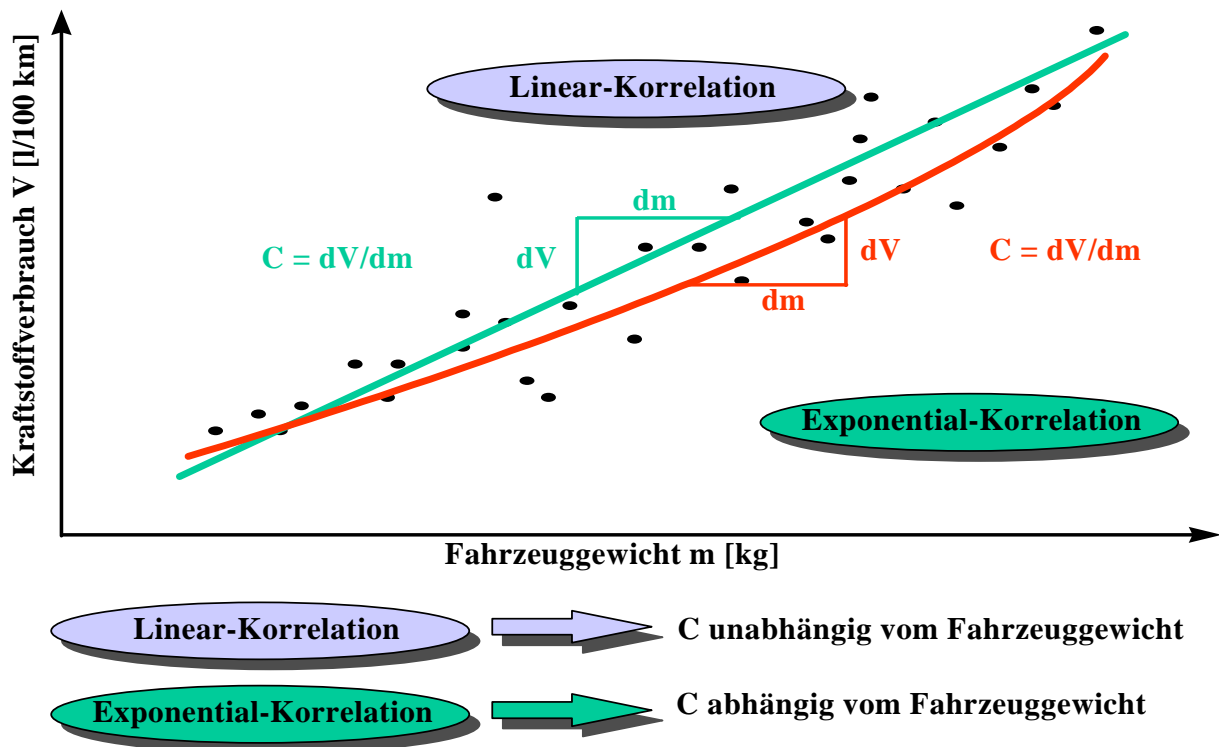 Kraftstoffverbrauch V [l/100 km]
Linear-Korrelation
dm
C = dV/dm
dV
dV
C = dV/dm
dm
Exponential-Korrelation
Fahrzeuggewicht m [kg]
Linear-Korrelation
C unabhängig vom Fahrzeuggewicht
Exponential-Korrelation
C abhängig vom Fahrzeuggewicht